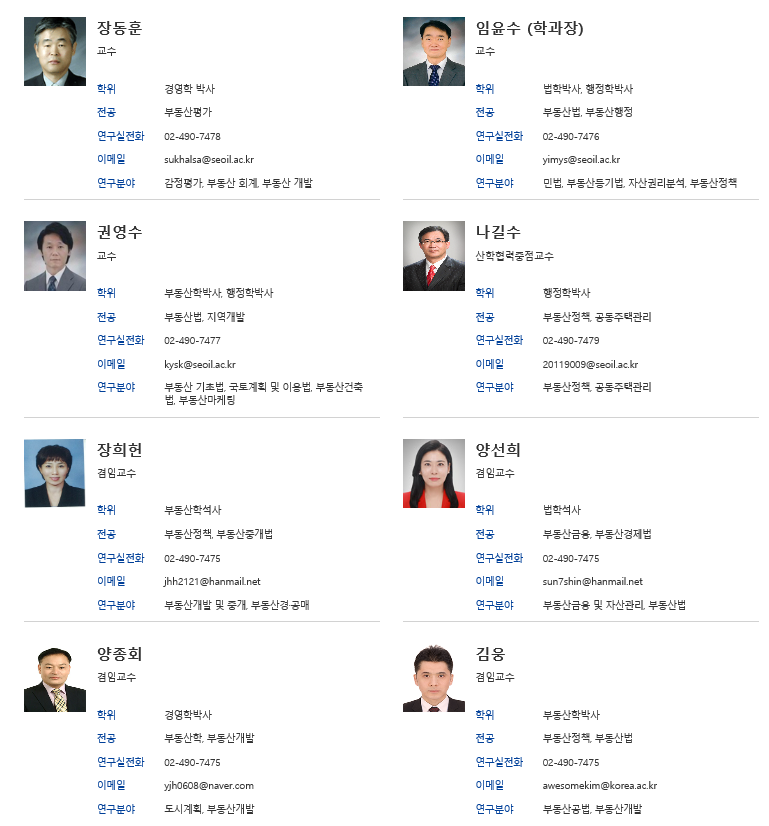 장동훈
교수
학위 경영학 박사
전공 부동산평가
연구실전화 02-490-7478
이메일 sukhalsa@seoil.ac.kr
연구분야 감정평가, 부동산 회계, 부동산 개발
임윤수 (학과장)
교수
학위 법학박사, 행정학박사
전공 부동산법, 부동산행정
연구실전화 02-490-7476
이메일 yimys@seoil.ac.kr
연구분야 민법, 부동산등기법, 자산권리분석, 부동산정책
권영수
교수
학위 부동산학박사, 행정학박사
전공 부동산법, 지역개발
연구실전화 02-490-7477
이메일 kysk@seoil.ac.kr
연구분야 부동산 기초법, 국토계획 및 이용법, 부동산건축
법, 부동산마케팅
나길수
산학협력중점교수
학위 행정학박사
전공 부동산정책, 공동주택관리
연구실전화 02-490-7479
이메일 20119009@seoil.ac.kr
연구분야 부동산정책, 공동주택관리
장희헌
겸임교수
학위 부동산학석사
전공 부동산정책, 부동산중개법
연구실전화 02-490-7475
이메일 jhh2121@hanmail.net
연구분야 부동산개발 및 중개, 부동산경·공매
양선희
겸임교수
학위 법학석사
전공 부동산금융, 부동산경제법
연구실전화 02-490-7475
이메일 sun7shin@hanmail.net
연구분야 부동산금융 및 자산관리, 부동산법
양종회
겸임교수
학위 경영학박사
전공 부동산학, 부동산개발
연구실전화 02-490-7475
이메일 yjh0608@naver.com
연구분야 도시계획, 부동산개발
김웅
겸임교수
학위 부동산학박사
전공 부동산정책, 부동산법
연구실전화 02-490-7475
이메일 awesomekim@korea.ac.kr
연구분야 부동산공법, 부동산개발